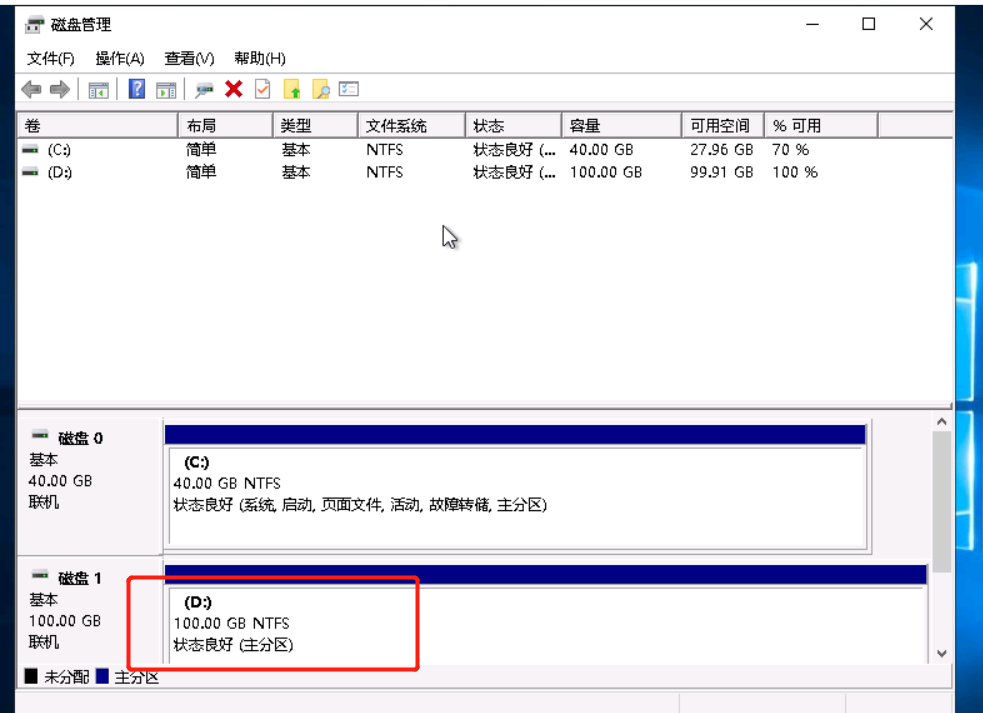 磁盘管理
文件(F) 操作(A) 查看(V) 帮助(H)
卷 布局 类型 文件系统 状态 容量 可用空间 % 可用
(C:) 简单 基本 NTFS 状态良好 (... 40.00 GB 27.96 GB 70 %
(D:) 简单 基本 NTFS 状态良好 (... 100.00 GB 99.91 GB 100 %
磁盘 0
基本
40.00 GB
联机
(C:)
40.00 GB NTFS
状态良好 (系统, 启动, 页面文件, 活动, 故障转储, 主分区)
磁盘 1
基本
100.00 GB
联机
(D:)
100.00 GB NTFS
状态良好 (主分区)
未分配 主分区